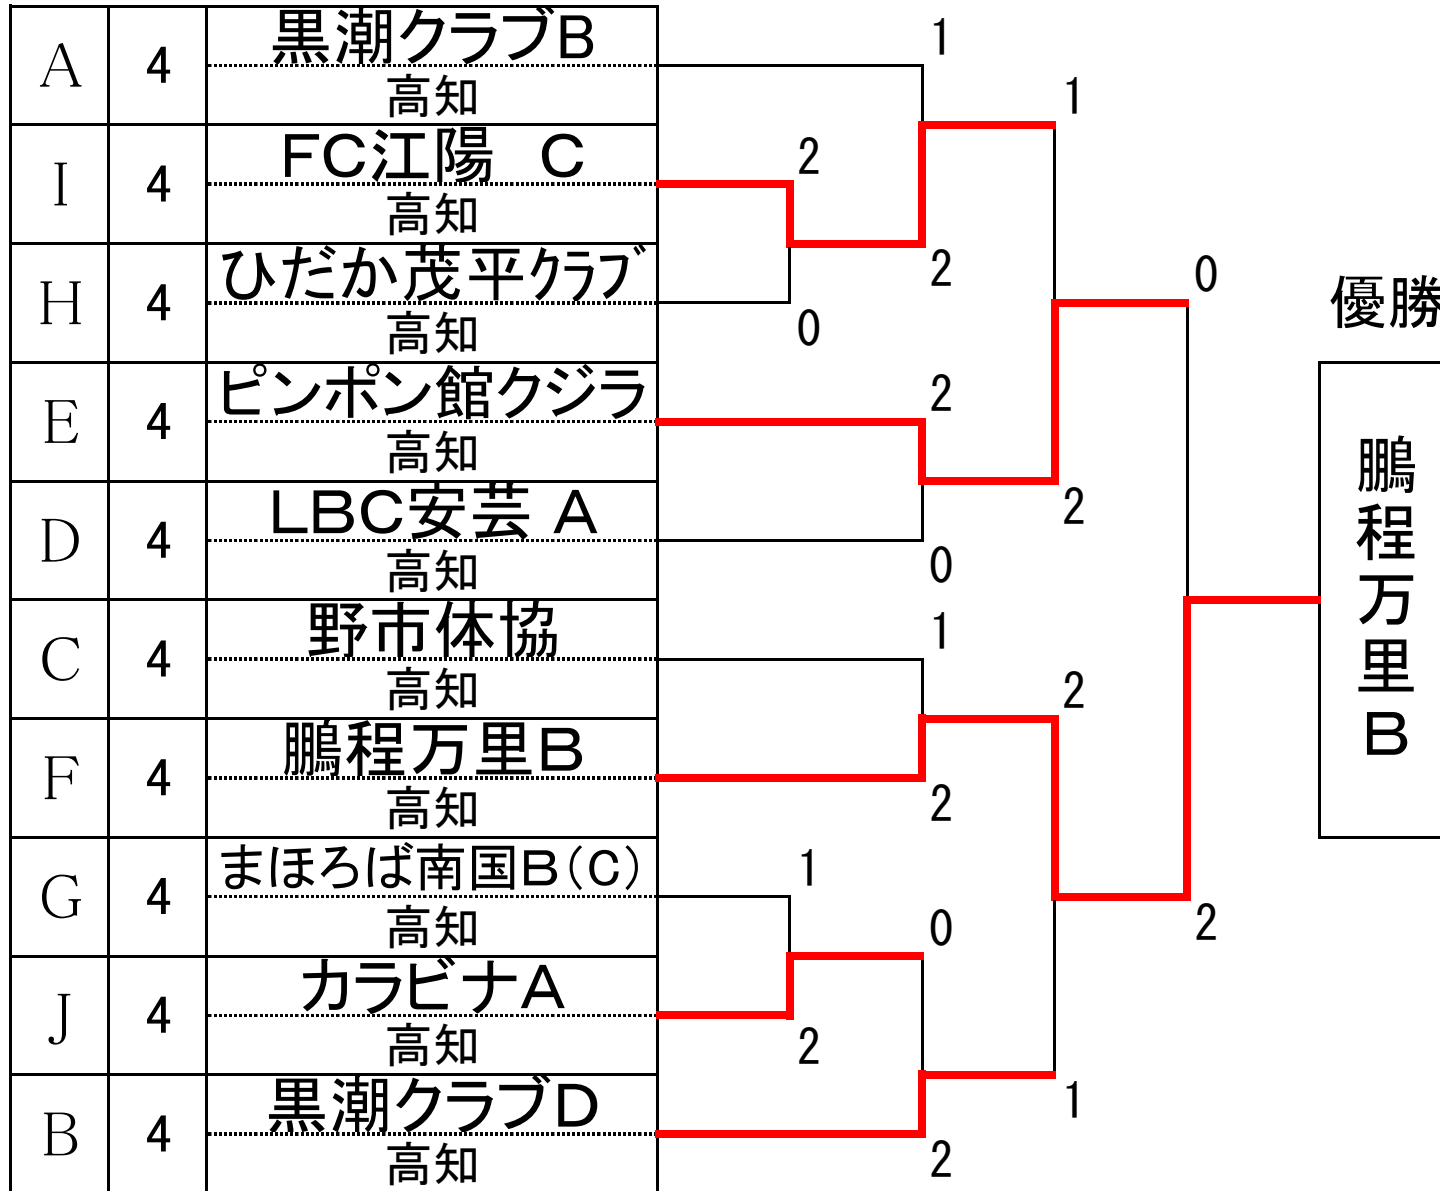 A 4 黒潮クラブB
高知
I 4 FC江陽 C
高知
H 4 ひだか茂平クラブ
高知
E 4 ピンポン館クジラ
高知
D 4 LBC安芸 A
高知
C 4 野市体協
高知
F 4 鵬程万里B
高知
G 4 まほろば南国B(C)
高知
J 4 カラビナA
高知
B 4 黒潮クラブD
高知
2
0
1
2
1
2
2
0
1
2
1
2
0
2
1
2
2
1
0
2
優勝
鵬程万里B